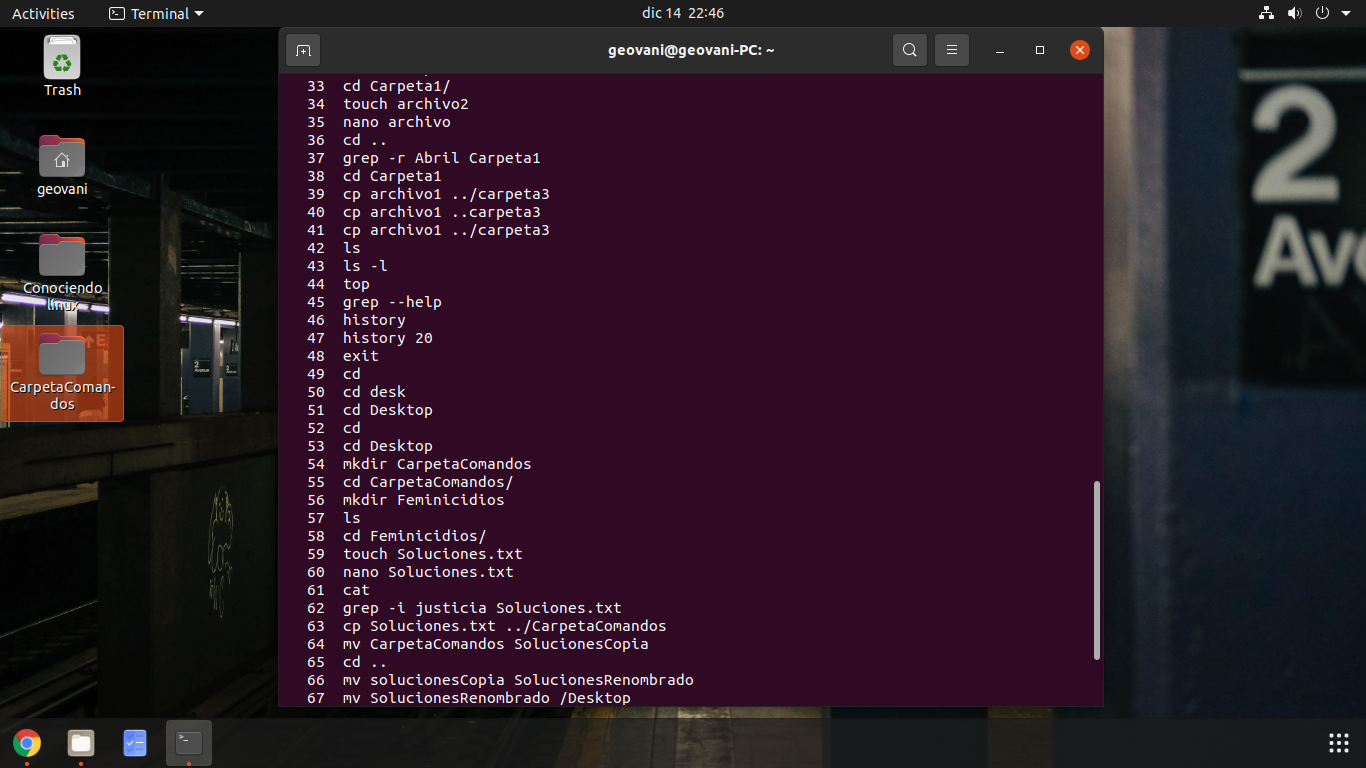 Activities
Terminal
dic 14 22:46
Trash
geovani
Conociendo
linux
CarpetaComan-
dos
geovani@geovani-PC: ~
33 cd Carpeta1/
34 touch archivo2
35 nano archivo
36 cd ..
37 grep -r Abril Carpeta1
38 cd Carpeta1
39 cp archivo1 ../carpeta3
40 cp archivo1 ..carpeta3
41 cp archivo1 ../carpeta3
42 ls
43 ls -l
44 top
45 grep --help
46 history
47 history 20
48 exit
49 cd
50 cd desk
51 cd Desktop
52 cd
53 cd Desktop
54 mkdir CarpetaComandos
55 cd CarpetaComandos/
56 mkdir Feminicidios
57 ls
58 cd Feminicidios/
59 touch Soluciones.txt
60 nano Soluciones.txt
61 cat
62 grep -i justicia Soluciones.txt
63 cp Soluciones.txt ../CarpetaComandos
64 mv CarpetaComandos SolucionesCopia
65 cd ..
66 mv solucionesCopia SolucionesRenombrado
67 mv SolucionesRenombrado /Desktop
2
Av